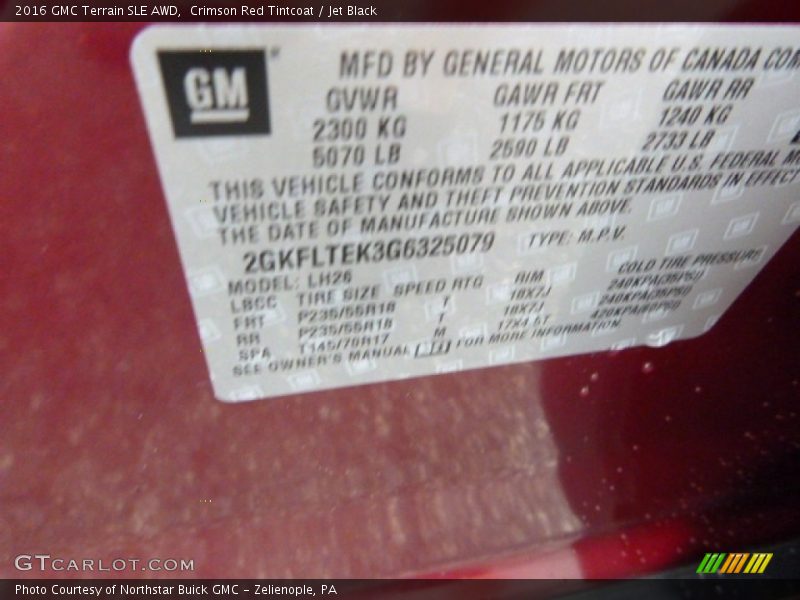 2016 GMC Terrain SLE AWD,  Crimson Red Tintcoat / Jet Black
GM
MFD BY GENERAL MOTORS OF CANADA COR
GVWR GAWR FRT GAWR RR
2300 KG 1175 KG 1240 KG
5070 LB 2590 LB 2733 LB
THIS VEHICLE CONFORMS TO ALL APPLICABLE U.S. FEDERAL M
VEHICLE SAFETY AND THEFT PREVENTION STANDARDS IN EFFECT
THE DATE OF MANUFACTURE SHOWN ABOVE.
2GKFLTEK3G6325079 TYPE: M.P.V.
MODEL: LH26
TIRE SIZE SPEED RTG RIM COLD TIRE PRESSURE
FRT P235/55R18 T 18X7J 240KPA(35PSI)
RR P235/55R18 T 18X7J 240KPA(35PSI)
SPA T145/70R17 M 17X4.5T 420KPA(60PSI)
SEE OWNER'S MANUAL FOR MORE INFORMATION.
GTCARLOT.COM
Photo Courtesy of Northstar Buick GMC - Zelienople, PA